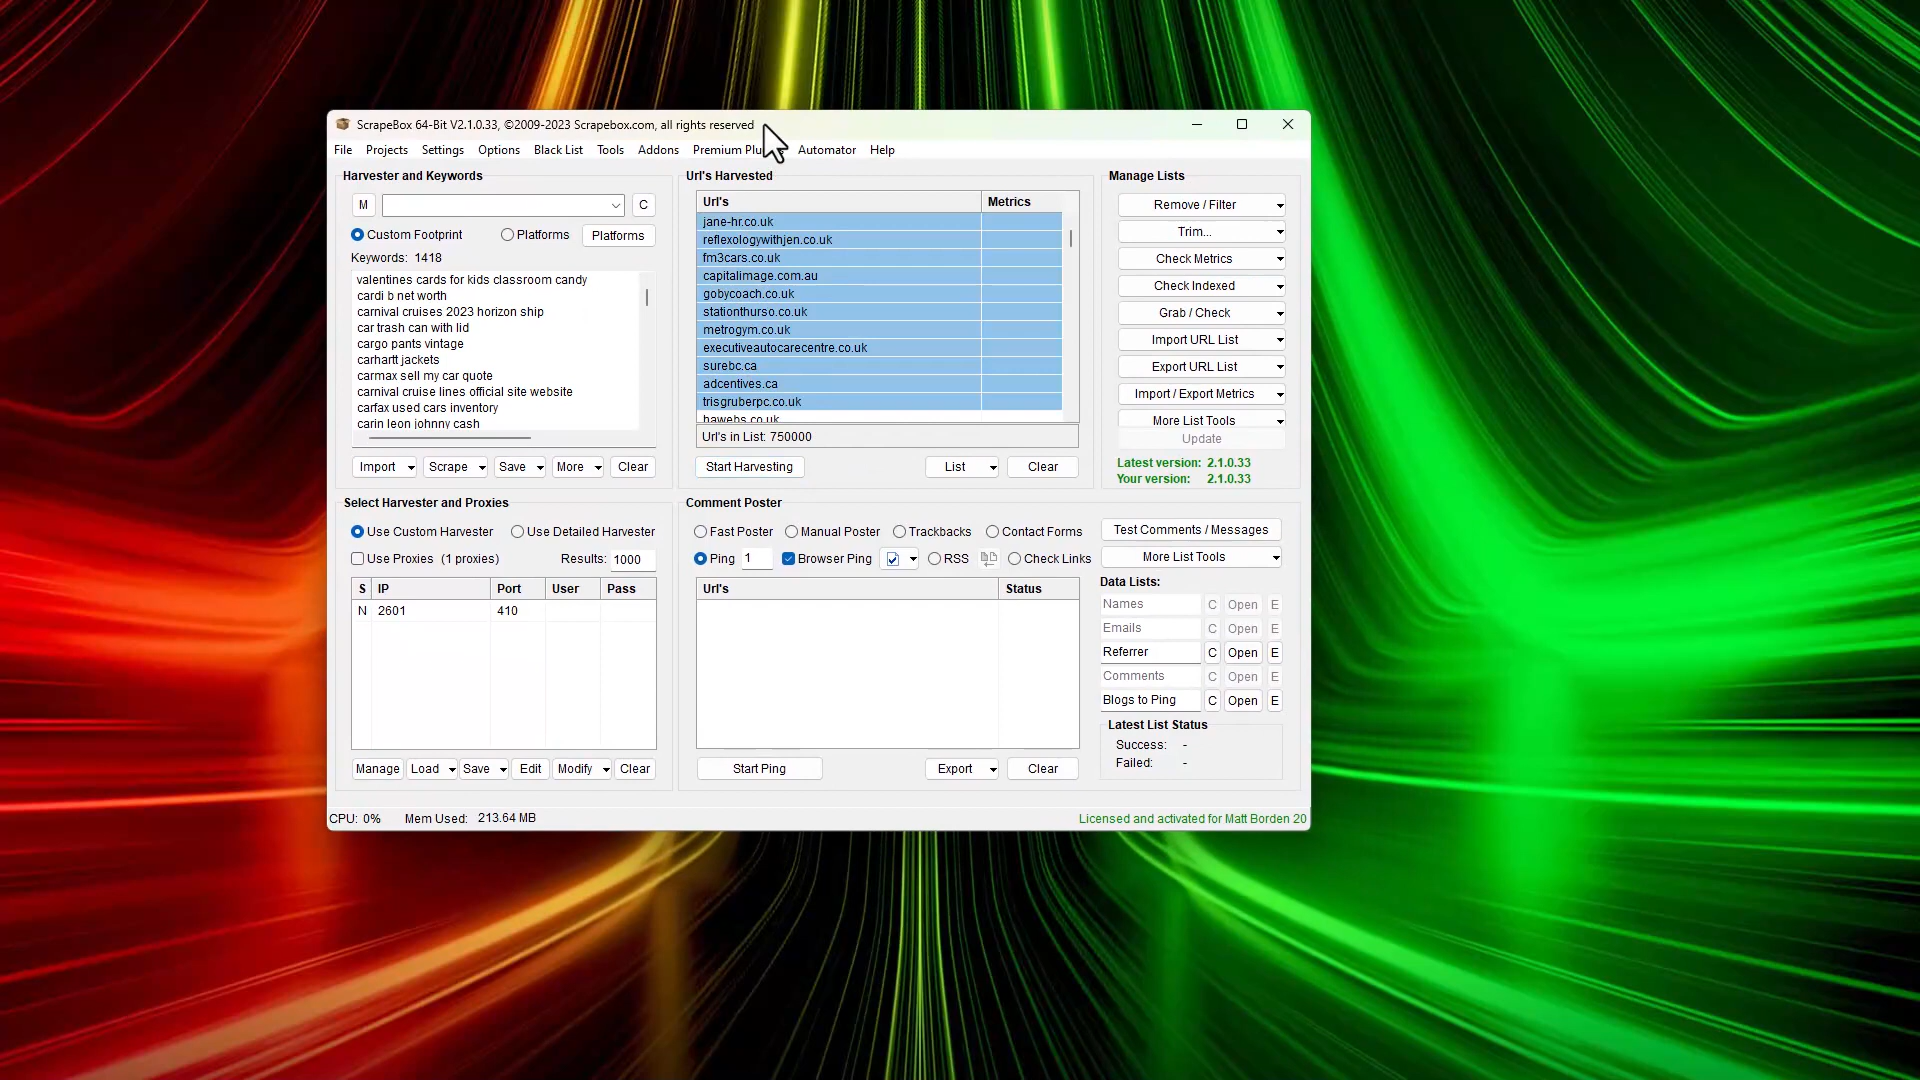 ScrapeBox 64-Bit V2.1.0.33, ©2009-2023 Scrapebox.com, all rights reserved
File Projects Settings Options Black List Tools Addons Premium Automator Help
Harvester and Keywords
M C
Custom Footprint Platforms Platforms
Keywords: 1418
valentines cards for kids classroom candy
cardi b net worth
carnival cruises 2023 horizon ship
car trash can with lid
cargo pants vintage
carhartt jackets
carmax sell my car quote
carnival cruise lines official site website
carfax used cars inventory
carin leon johnny cash
Import Scrape Save More Clear
Url's Harvested
Url's Metrics
jane-hr.co.uk
reflexologywithjen.co.uk
fm3cars.co.uk
capitalimage.com.au
gobycoach.co.uk
stationthurso.co.uk
metrogym.co.uk
executiveautocarecentre.co.uk
surebc.ca
adcentives.ca
trisgruberpc.co.uk
hawebs.co.uk
Url's in List: 750000
Start Harvesting List Clear
Manage Lists
Remove / Filter
Trim...
Check Metrics
Check Indexed
Grab / Check
Import URL List
Export URL List
Import / Export Metrics
More List Tools
Update
Latest version: 2.1.0.33
Your version: 2.1.0.33
Select Harvester and Proxies
Use Custom Harvester Use Detailed Harvester
Use Proxies (1 proxies) Results: 1000
S IP Port User Pass
N 2601 410
Manage Load Save Edit Modify Clear
Comment Poster
Fast Poster Manual Poster Trackbacks Contact Forms
Ping 1 Browser Ping RSS Check Links
Url's Status
Start Ping Export Clear
Test Comments / Messages
More List Tools
Data Lists:
Names C Open E
Emails C Open E
Referrer C Open E
Comments C Open E
Blogs to Ping C Open E
Latest List Status
Success: -
Failed: -
CPU: 0% Mem Used: 213.64 MB
Licensed and activated for Matt Borden 20